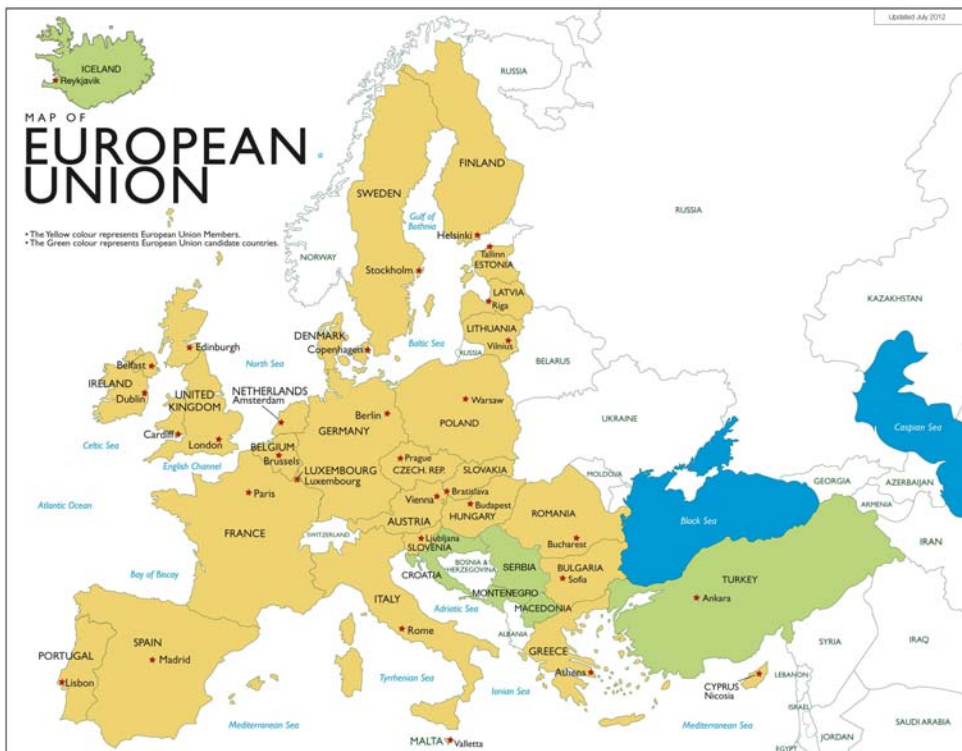 Updated July 2012
ICELAND
Reykjavik
MAP OF
EUROPEAN
UNION
• The Yellow colour represents European Union Members.
• The Green colour represents European Union candidate countries.
RUSSIA
FINLAND
SWEDEN
Gulf of
Bothnia
RUSSIA
Helsinki
Tallinn
ESTONIA
NORWAY
Stockholm
LATVIA
Riga
KAZAKHSTAN
LITHUANIA
Vilnius
DENMARK
Copenhagen
Baltic Sea
RUSSIA
Edinburgh
North Sea
BELARUS
Belfast
IRELAND
Dublin
UNITED
KINGDOM
NETHERLANDS
Amsterdam
Berlin
Warsaw
POLAND
UKRAINE
Caspian Sea
GERMANY
Cardiff
London
Celtic Sea
English Channel
BELGIUM
Brussels
LUXEMBOURG
Luxembourg
Prague
CZECH. REP.
SLOVAKIA
MOLDOVA
GEORGIA
AZERBAIJAN
ARMENIA
Paris
Vienna
Bratislava
Budapest
Atlantic Ocean
AUSTRIA
HUNGARY
ROMANIA
Black Sea
FRANCE
SWITZERLAND
Ljubljana
SLOVENIA
Bucharest
IRAN
Bay of Biscay
CROATIA
BOSNIA &
HERZEGOVINA
SERBIA
BULGARIA
Sofia
TURKEY
Ankara
ITALY
MONTENEGRO
Adriatic Sea
MACEDONIA
Rome
ALBANIA
SYRIA
IRAQ
PORTUGAL
SPAIN
Madrid
Lisbon
GREECE
Athens
Tyrrhenian Sea
Ionian Sea
CYPRUS
Nicosia
LEBANON
ISRAEL
Mediterranean Sea
Mediterranean Sea
SAUDI ARABIA
JORDAN
EGYPT
MALTA
Valletta